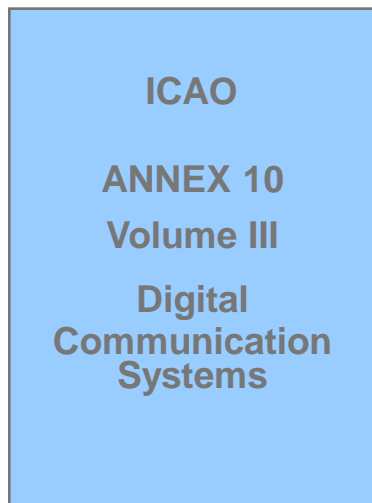 ICAO
ANNEX 10
Volume III
Digital
Communication
Systems